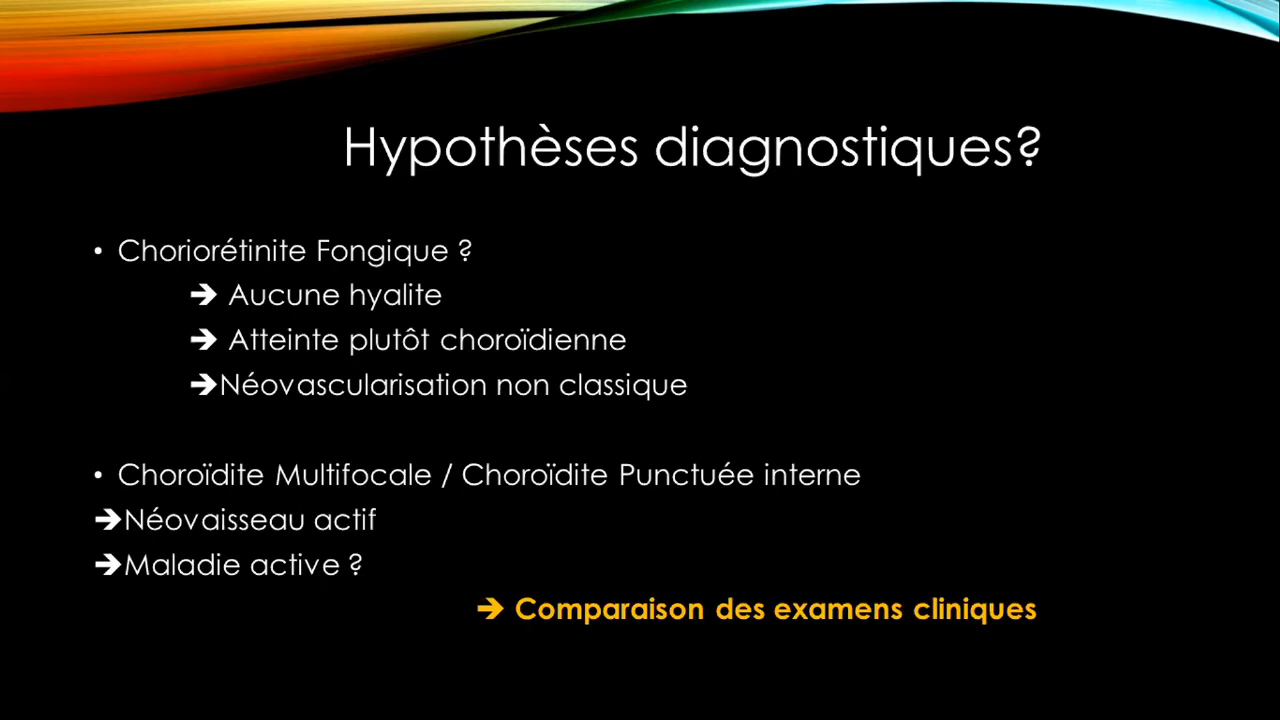 Hypothèses diagnostiques?
• Choriorétinite Fongique ?
➔ Aucune hyalite
➔ Atteinte plutôt choroïdienne
➔Néovascularisation non classique
• Choroïdite Multifocale / Choroïdite Punctuée interne
➔Néovaisseau actif
➔Maladie active ?
➔ Comparaison des examens cliniques